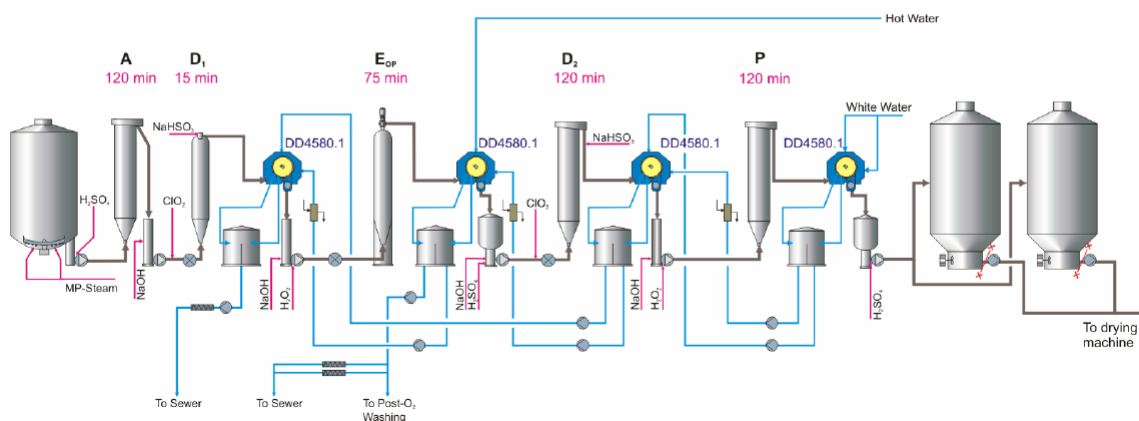 Hot Water
A
120 min
D₁
15 min
E_OP
75 min
D₂
120 min
P
120 min
White Water
NaHSO₃
DD4580.1
DD4580.1
NaHSO₃
DD4580.1
DD4580.1
H₂SO₄
ClO₂
ClO₂
MP-Steam
NaOH
NaOH
H₂O₂
NaOH
H₂SO₄
NaOH
H₂O₂
H₂SO₄
To drying
machine
To Sewer
To Sewer
To Post-O₂
Washing